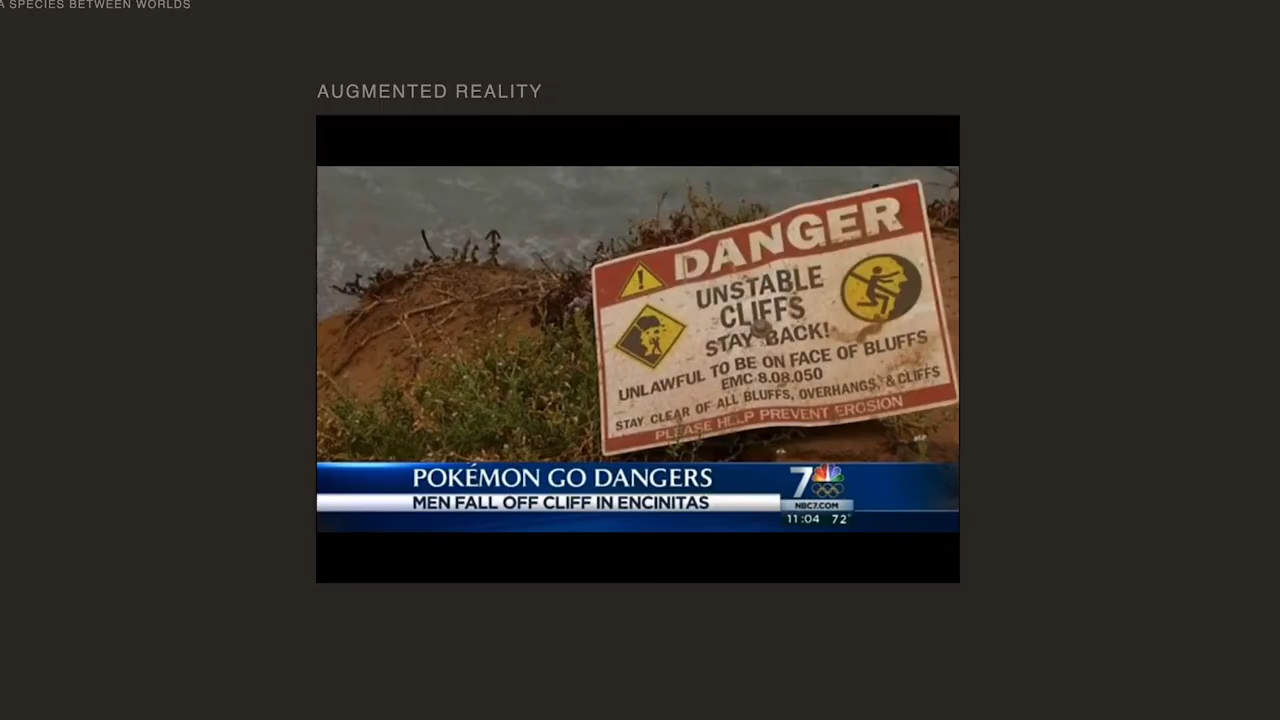 A SPECIES BETWEEN WORLDS
AUGMENTED REALITY
DANGER
UNSTABLE
CLIFFS
STAY BACK!
UNLAWFUL TO BE ON FACE OF BLUFFS
EMC 8.08.050
STAY CLEAR OF ALL BLUFFS, OVERHANGS, & CLIFFS
PLEASE HELP PREVENT EROSION
POKÉMON GO DANGERS
MEN FALL OFF CLIFF IN ENCINITAS
7
NBC7.COM
11:04 72°